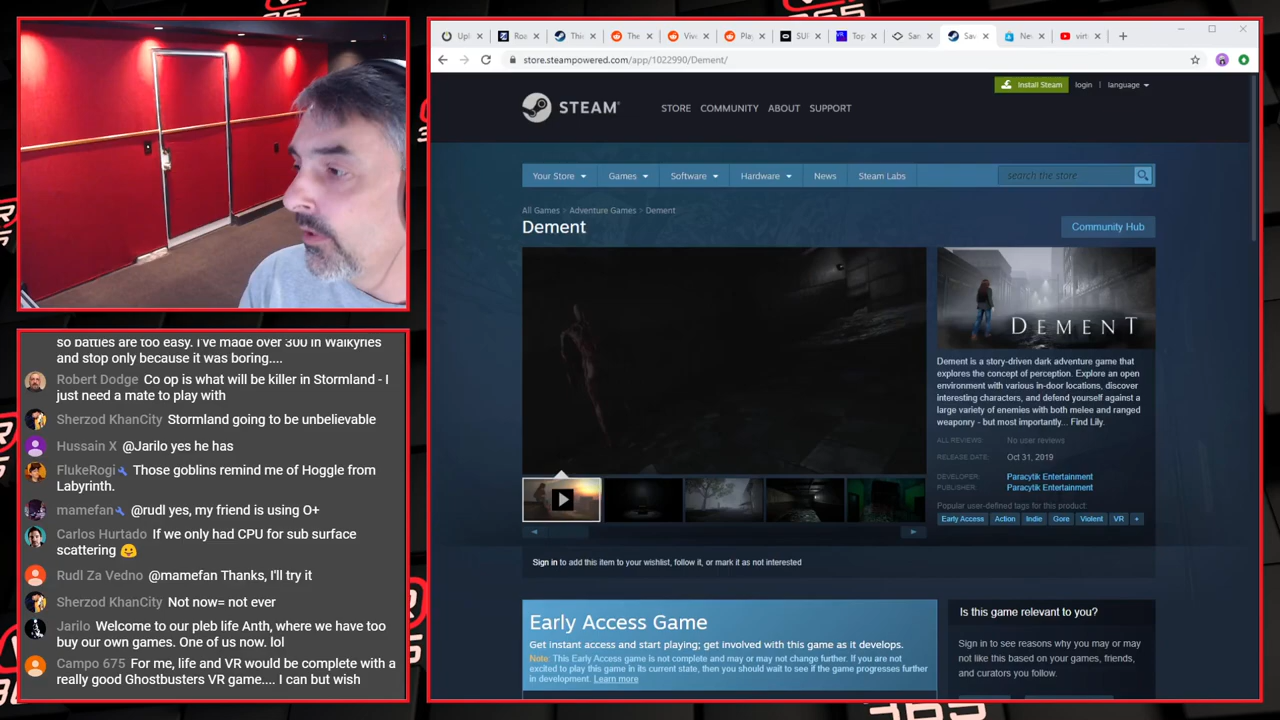 Upl
Roa
Thi
The
Vive
Pla
SUI
Top
San
Sav
Nev
virt
store.steampowered.com/app/1022990/Dement/
Install Steam login language
STEAM
STORE COMMUNITY ABOUT SUPPORT
Your Store Games Software Hardware News Steam Labs search the store
All Games > Adventure Games > Dement
Dement
Community Hub
DEMENT
Dement is a story-driven dark adventure game that
explores the concept of perception. Explore an open
environment with various in-door locations, discover
interesting characters, and defend yourself against a
large variety of enemies with both melee and ranged
weaponry - but most importantly... Find Lily.
ALL REVIEWS: No user reviews
RELEASE DATE: Oct 31, 2019
DEVELOPER: Paracytik Entertainment
PUBLISHER: Paracytik Entertainment
Popular user-defined tags for this product:
Early Access Action Indie Gore Violent VR +
Sign in to add this item to your wishlist, follow it, or mark it as not interested
Early Access Game
Get instant access and start playing; get involved with this game as it develops.
Note: This Early Access game is not complete and may or may not change further. If you are not
excited to play this game in its current state, then you should wait to see if the game progresses
further in development. Learn more
Is this game relevant to you?
Sign in to see reasons why you may or may
not like this based on your games, friends,
and curators you follow.
so battles are too easy. I've made over 300 in Walkyries
and stop only because it was boring....
Robert Dodge Co op is what will be killer in Stormland - I
just need a mate to play with
Sherzod KhanCity Stormland going to be unbelievable
Hussain X @Jarilo yes he has
FlukeRogi Those goblins remind me of Hoggle from
Labyrinth.
mamefan @rudl yes, my friend is using O+
Carlos Hurtado If we only had CPU for sub surface
scattering
Rudl Za Vedno @mamefan Thanks, I'll try it
Sherzod KhanCity Not now= not ever
Jarilo Welcome to our pleb life Anth, where we have too
buy our own games. One of us now. lol
Campo 675 For me, life and VR would be complete with a
really good Ghostbusters VR game.... I can but wish
365